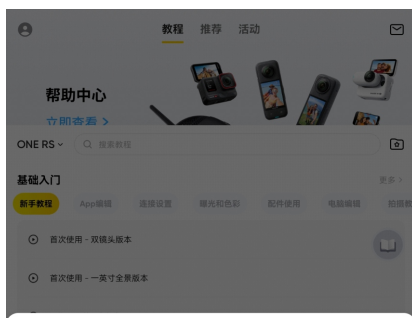 教程 推荐 活动
帮助中心
立即查看 >
ONE RS 搜索教程
基础入门 更多 >
新手教程 App编辑 连接设置 曝光和色彩 配件使用 电脑编辑 拍摄教
首次使用 - 双镜头版本
首次使用 - 一英寸全景版本